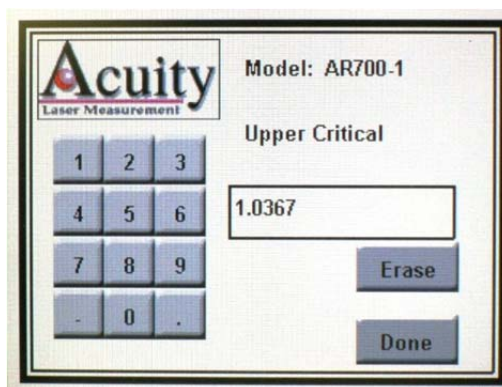 Acuity
Laser Measurement
Model: AR700-1
Upper Critical
1 2 3
4 5 6
7 8 9
- 0 .
1.0367
Erase
Done